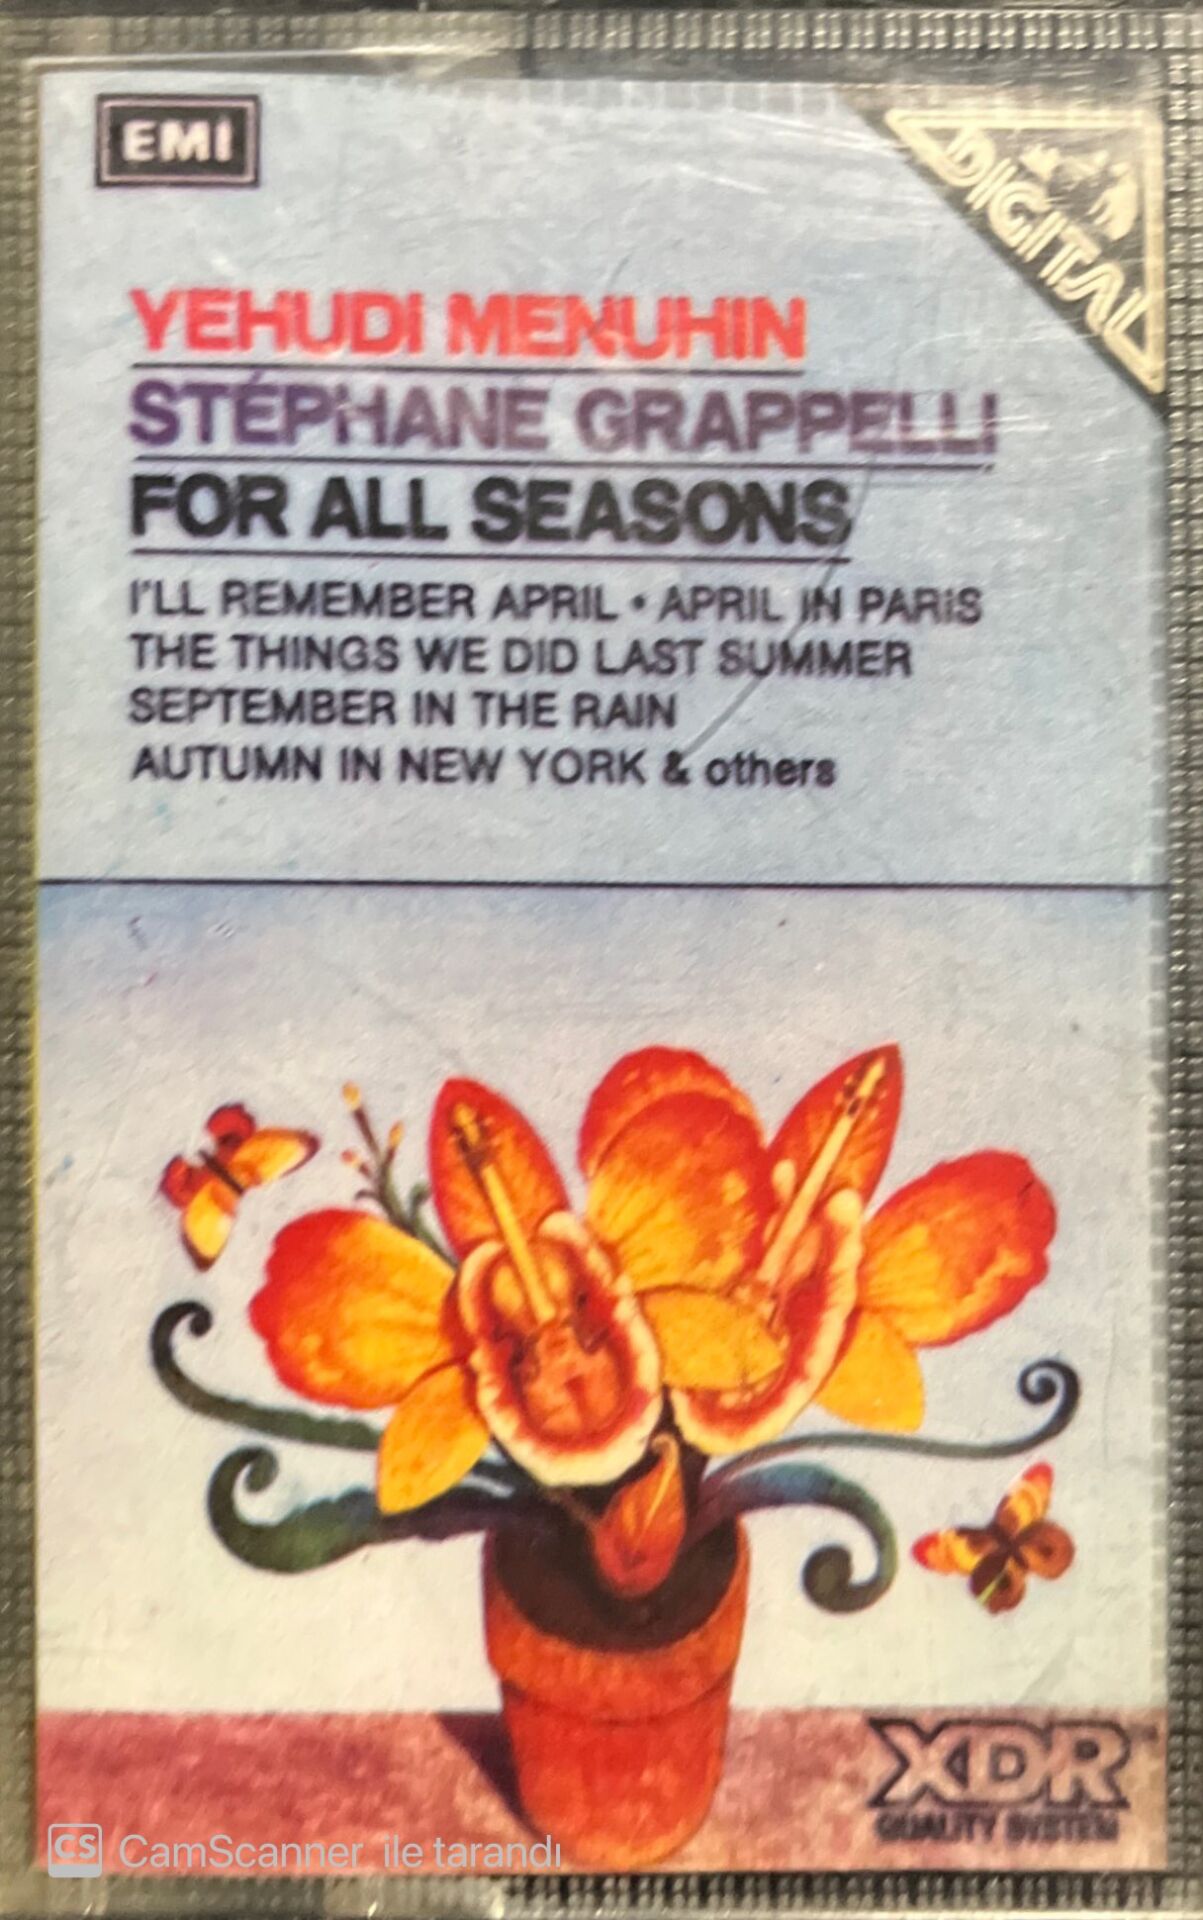 EMI
DIGITAL
YEHUDI MENUHIN
STÉPHANE GRAPPELLI
FOR ALL SEASONS
I'LL REMEMBER APRIL • APRIL IN PARIS
THE THINGS WE DID LAST SUMMER
SEPTEMBER IN THE RAIN
AUTUMN IN NEW YORK & others
XDR
QUALITY SYSTEM
CS CamScanner ile tarandı